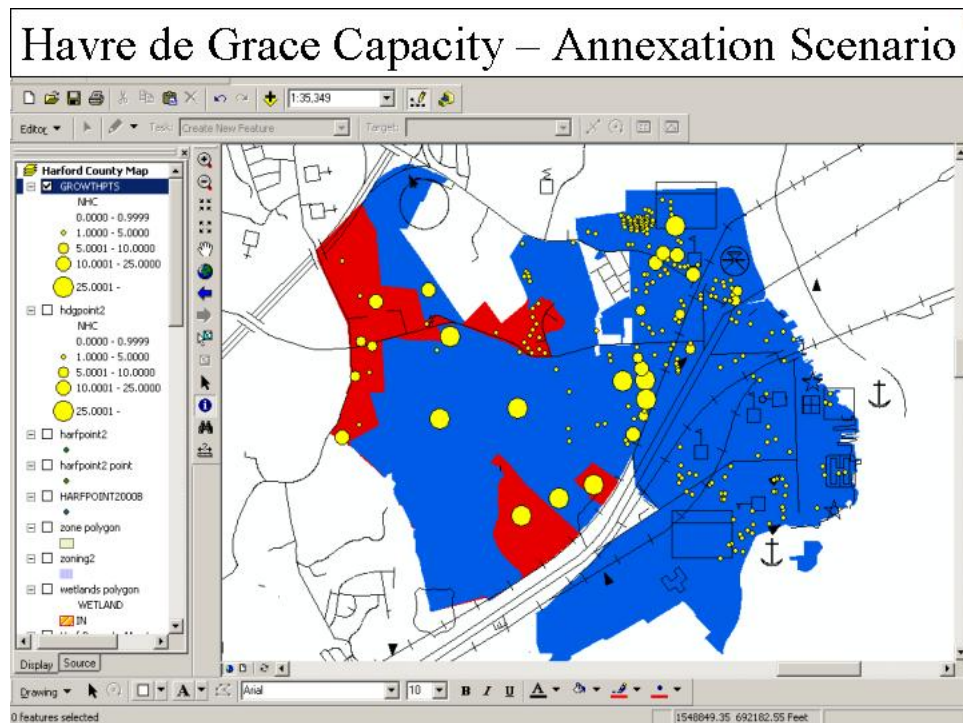 Havre de Grace Capacity – Annexation Scenario
1:35,349
Editor Task: Create New Feature Target:
Harford County Map
GROWTHPTS
NHC
0.0000 - 0.9999
1.0000 - 5.0000
5.0001 - 10.0000
10.0001 - 25.0000
25.0001 -
hdgpoint2
NHC
0.0000 - 0.9999
1.0000 - 5.0000
5.0001 - 10.0000
10.0001 - 25.0000
25.0001 -
harfpoint2
harfpoint2 point
HARFPOINT2000B
zone polygon
zoning2
wetlands polygon
WETLAND
IN
Display Source
Drawing A Arial 10 B I U A
0 features selected 1548849.35 692182.55 Feet